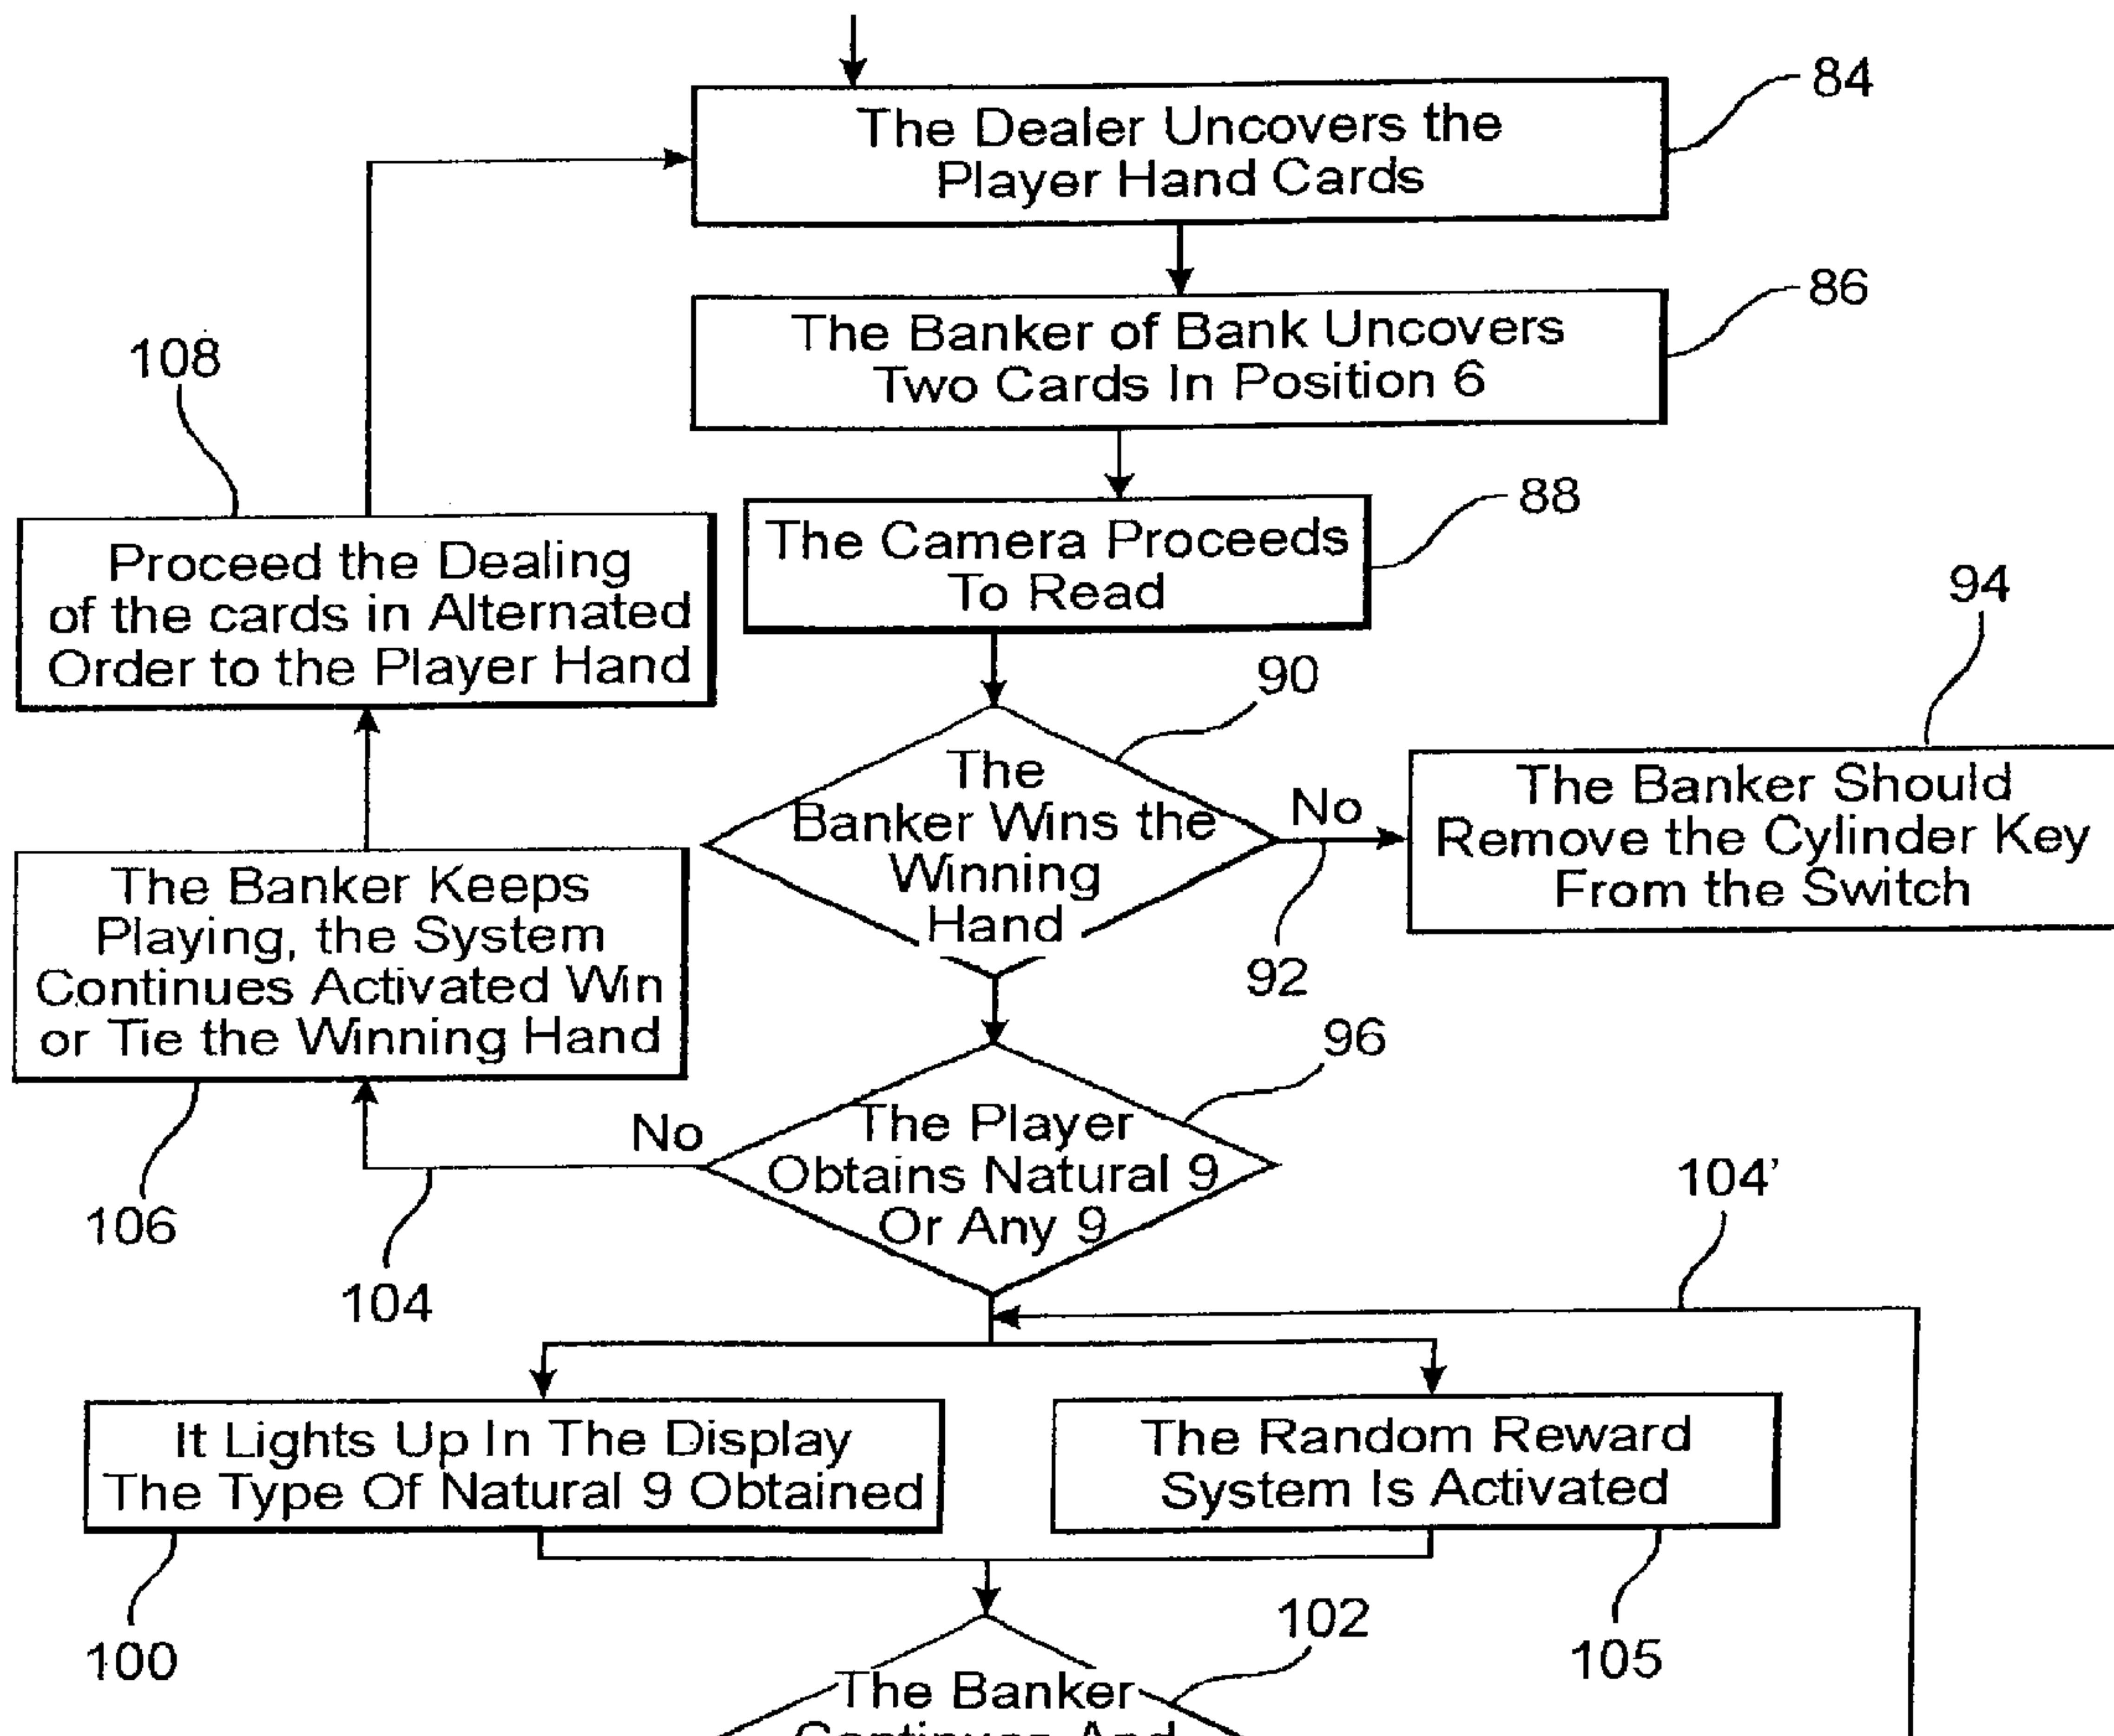 84
The Dealer Uncovers the
Player Hand Cards
86
The Banker of Bank Uncovers
Two Cards In Position 6
108
88
The Camera Proceeds
To Read
Proceed the Dealing
of the cards in Alternated
Order to the Player Hand
94
90
The
Banker Wins the
Winning
Hand
No
92
The Banker Should
Remove the Cylinder Key
From the Switch
The Banker Keeps
Playing, the System
Continues Activated Win
or Tie the Winning Hand
106
96
The Player
Obtains Natural 9
Or Any 9
No
104
104'
It Lights Up In The Display
The Type Of Natural 9 Obtained
The Random Reward
System Is Activated
100
105
102
The Banker
Continues And